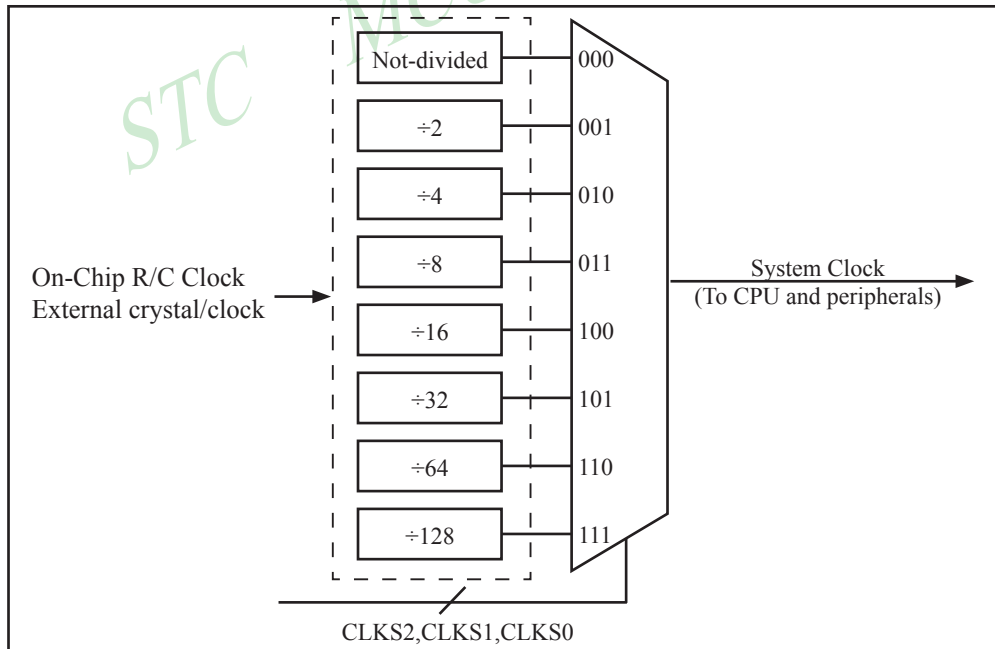 STC MCU
Not-divided
000
÷2
001
÷4
010
÷8
011
÷16
100
÷32
101
÷64
110
÷128
111
On-Chip R/C Clock
External crystal/clock
System Clock
(To CPU and peripherals)
CLKS2,CLKS1,CLKS0